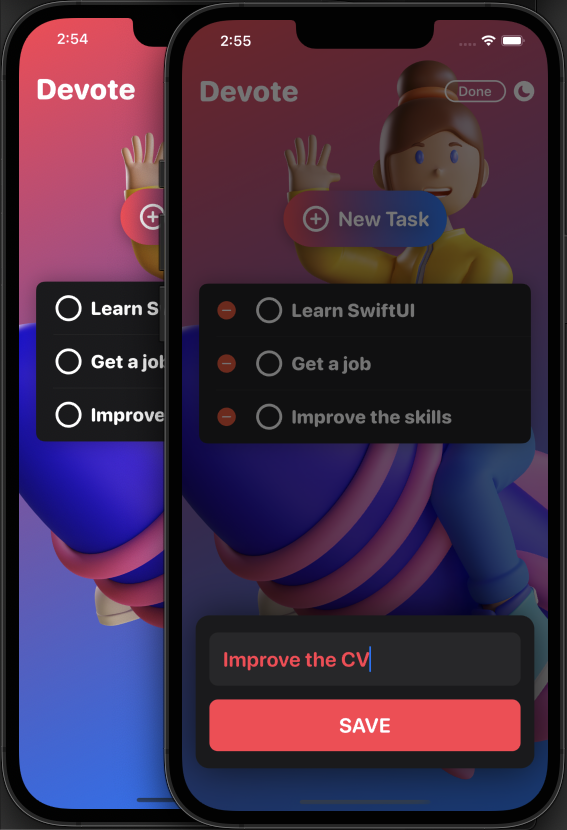 2:54
Devote
Learn S
Get a job
Improve
2:55
Devote
Done
New Task
Learn SwiftUI
Get a job
Improve the skills
Improve the CV
SAVE